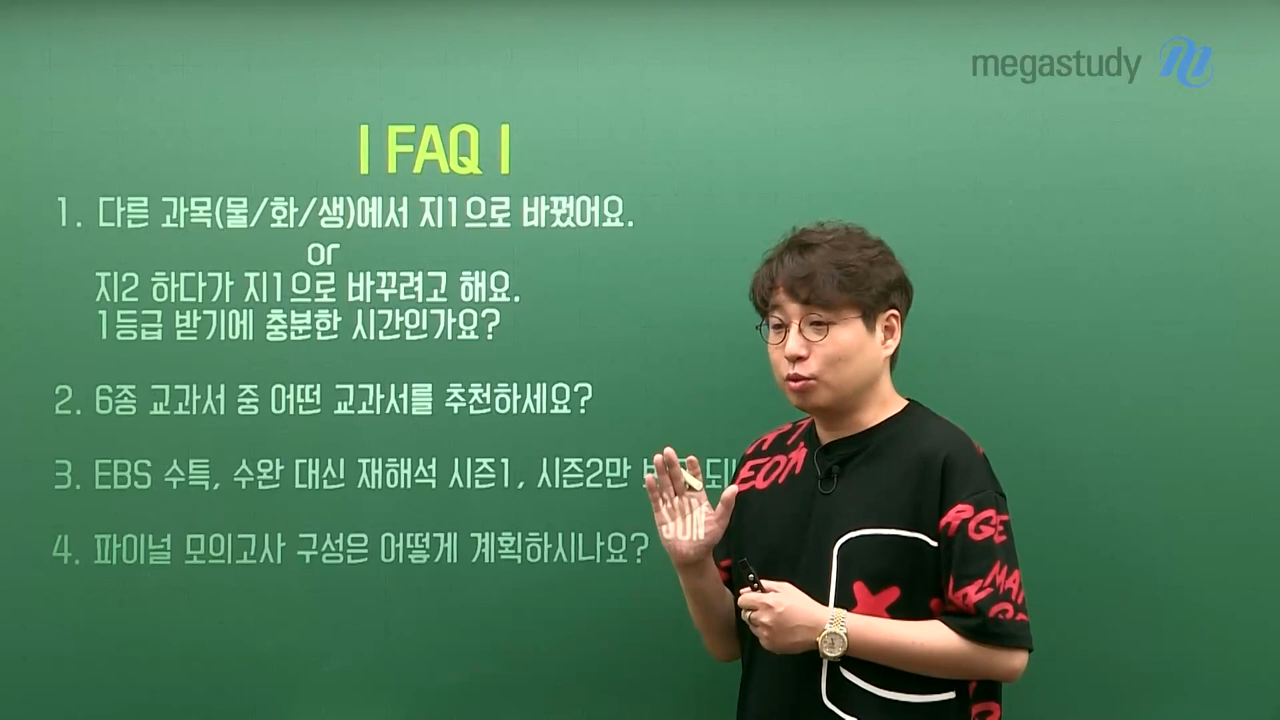 megastudy
| FAQ |
1. 다른 과목(물/화/생)에서 지1으로 바꿨어요.
or
지2 하다가 지1으로 바꾸려고 해요.
1등급 받기에 충분한 시간인가요?
2. 6종 교과서 중 어떤 교과서를 추천하세요?
3. EBS 수특, 수완 대신 재해석 시즌1, 시즌2만
4. 파이널 모의고사 구성은 어떻게 계획하시나요?
RGE